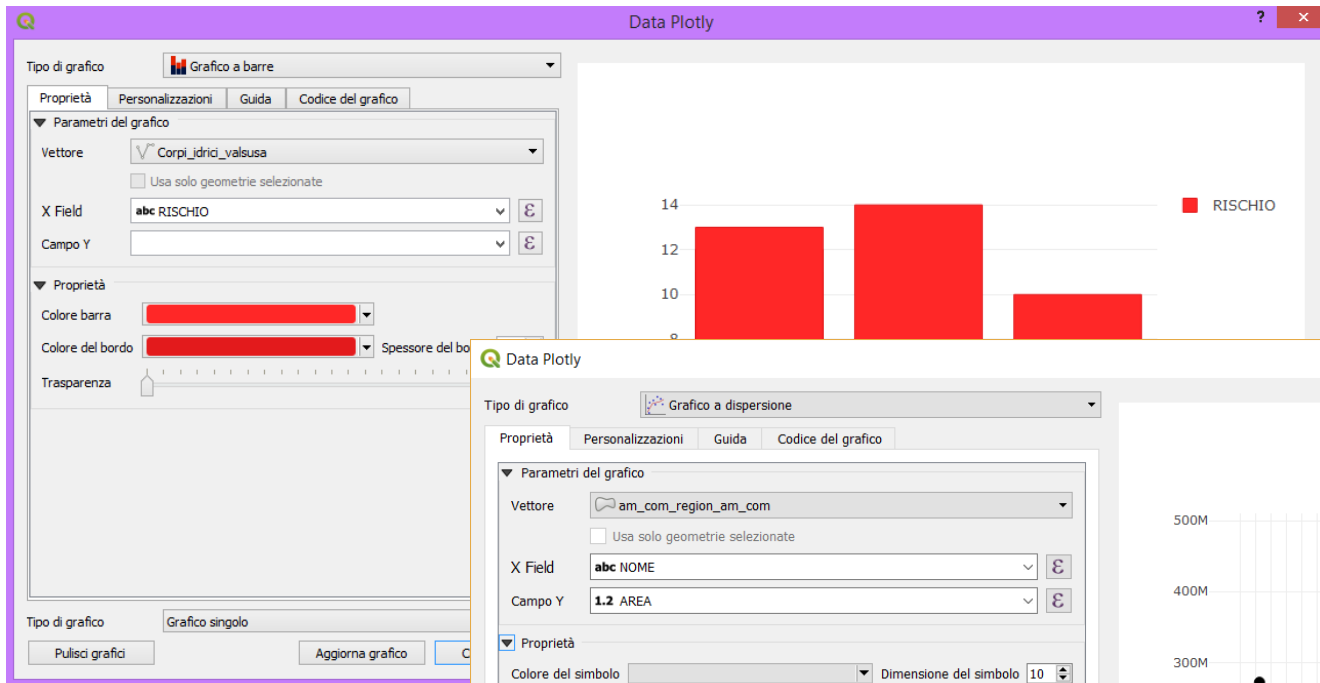 Data Plotly
?
Tipo di grafico
Grafico a barre
Proprietà
Personalizzazioni
Guida
Codice del grafico
Parametri del grafico
Vettore
Corpi_idrici_valsusa
Usa solo geometrie selezionate
X Field
abc RISCHIO
ε
Campo Y
ε
Proprietà
Colore barra
Colore del bordo
Spessore del bo
Trasparenza
Tipo di grafico
Grafico singolo
Pulisci grafici
Aggiorna grafico
C
14
12
10
8
RISCHIO
Data Plotly
Tipo di grafico
Grafico a dispersione
Proprietà
Personalizzazioni
Guida
Codice del grafico
Parametri del grafico
Vettore
am_com_region_am_com
Usa solo geometrie selezionate
X Field
abc NOME
ε
Campo Y
1.2 AREA
ε
Proprietà
Colore del simbolo
Dimensione del simbolo
10
500M
400M
300M